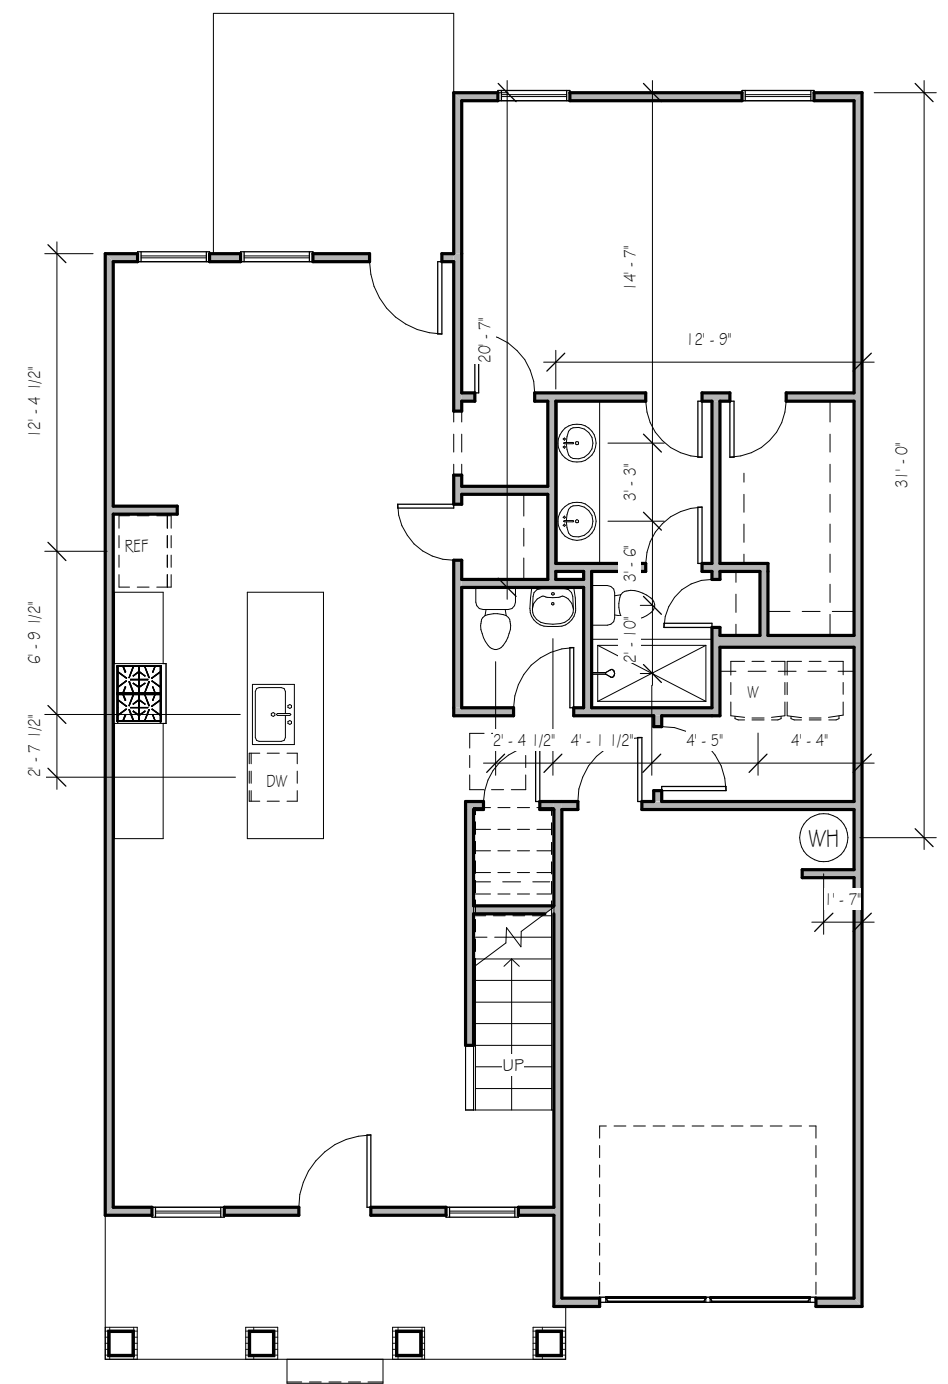 14' - 7"
20' - 7"
12' - 9"
12' - 4 1/2"
31' - 0"
3' - 3"
REF
3' - 6"
6' - 9 1/2"
2' - 10"
W
2' - 7 1/2"
2' - 4 1/2"
4' - 1 1/2"
4' - 5"
4' - 4"
DW
WH
1' - 7"
UP